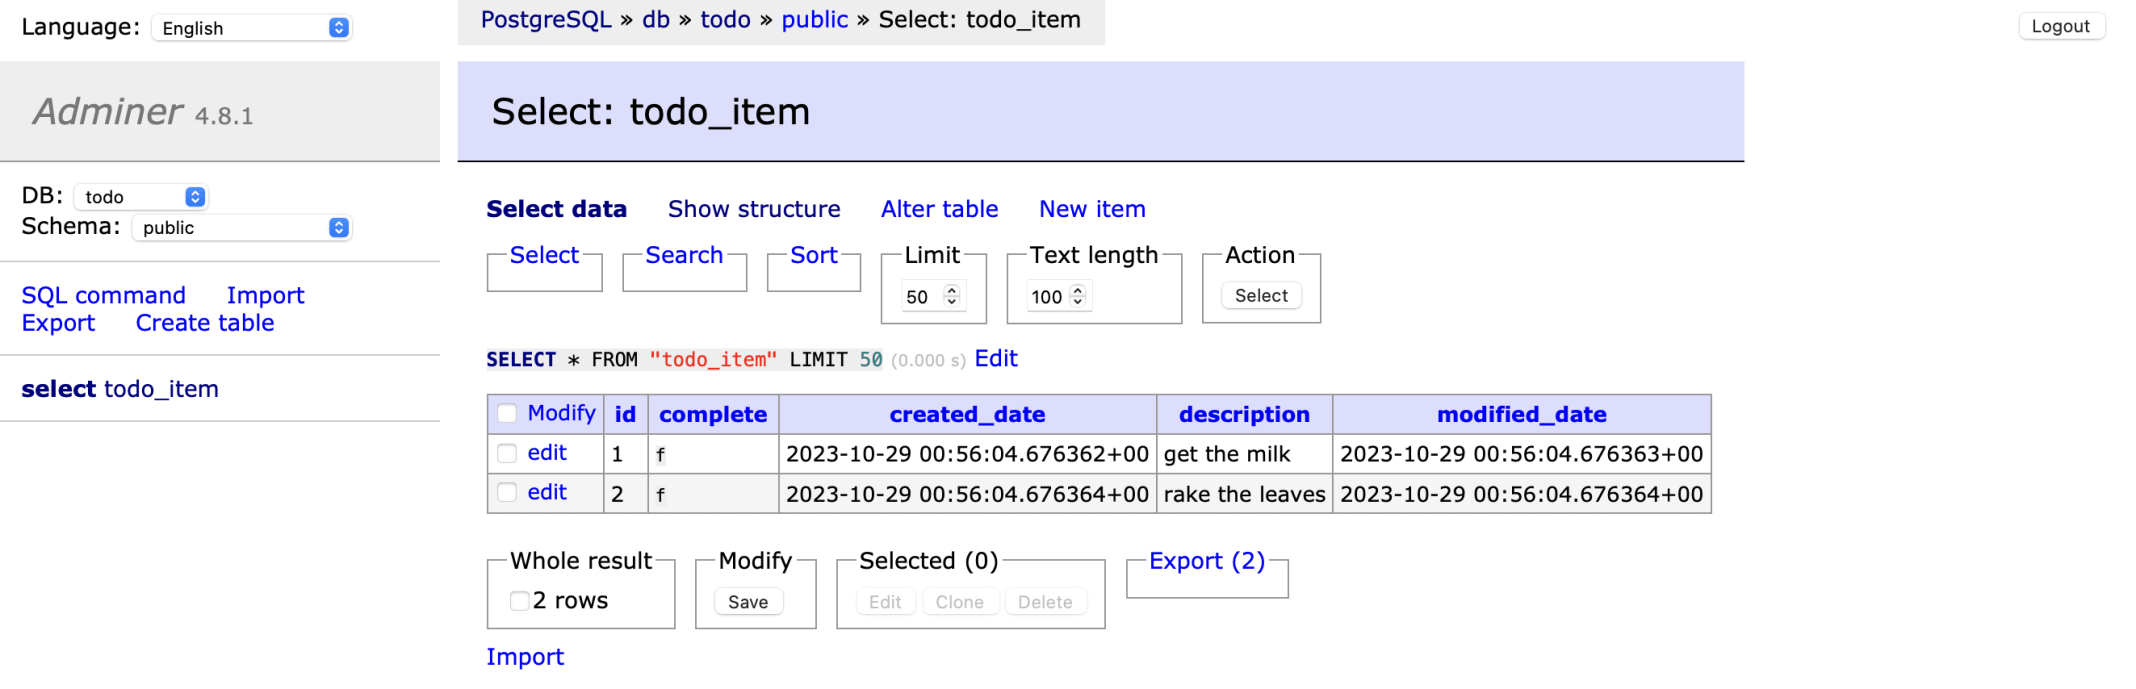 Language: English
PostgreSQL » db » todo » public » Select: todo_item
Logout
Adminer 4.8.1
Select: todo_item
DB: todo
Schema: public
SQL command Import
Export Create table
select todo_item
Select data Show structure Alter table New item
Select Search Sort Limit Text length Action
50 100 Select
SELECT * FROM "todo_item" LIMIT 50 (0.000 s) Edit
Modify id complete created_date description modified_date
edit 1 f 2023-10-29 00:56:04.676362+00 get the milk 2023-10-29 00:56:04.676363+00
edit 2 f 2023-10-29 00:56:04.676364+00 rake the leaves 2023-10-29 00:56:04.676364+00
Whole result Modify Selected (0) Export (2)
2 rows Save Edit Clone Delete
Import